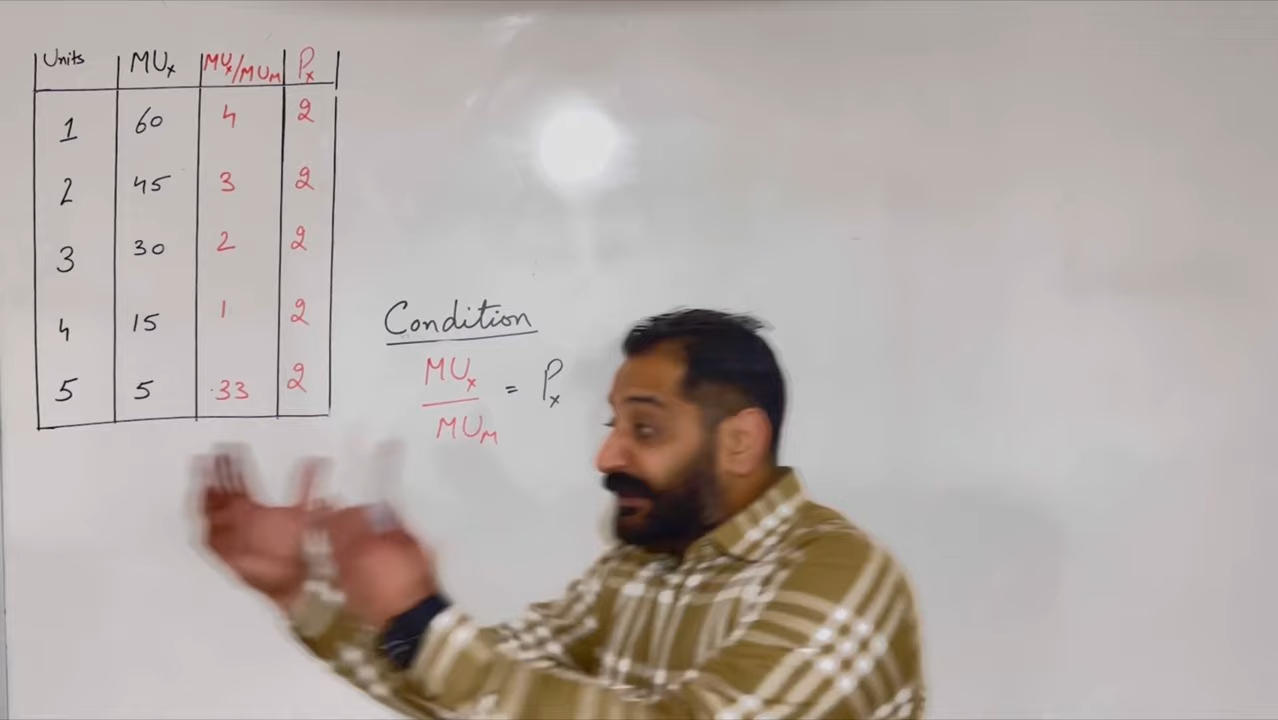 Units MUx MUx/MUM Px
1 60 4 2
2 45 3 2
3 30 2 2
4 15 1 2
5 5 .33 2
Condition
MUx
= Px
MUM